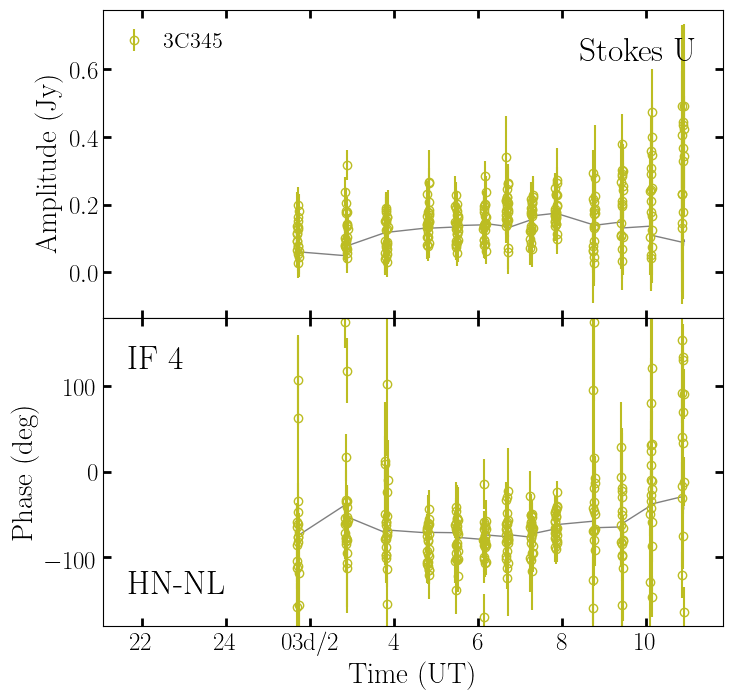 3C345
Stokes U
Amplitude (Jy)
0.6
0.4
0.2
0.0
IF 4
HN-NL
Phase (deg)
100
0
−100
22 24 03d/2 4 6 8 10
Time (UT)